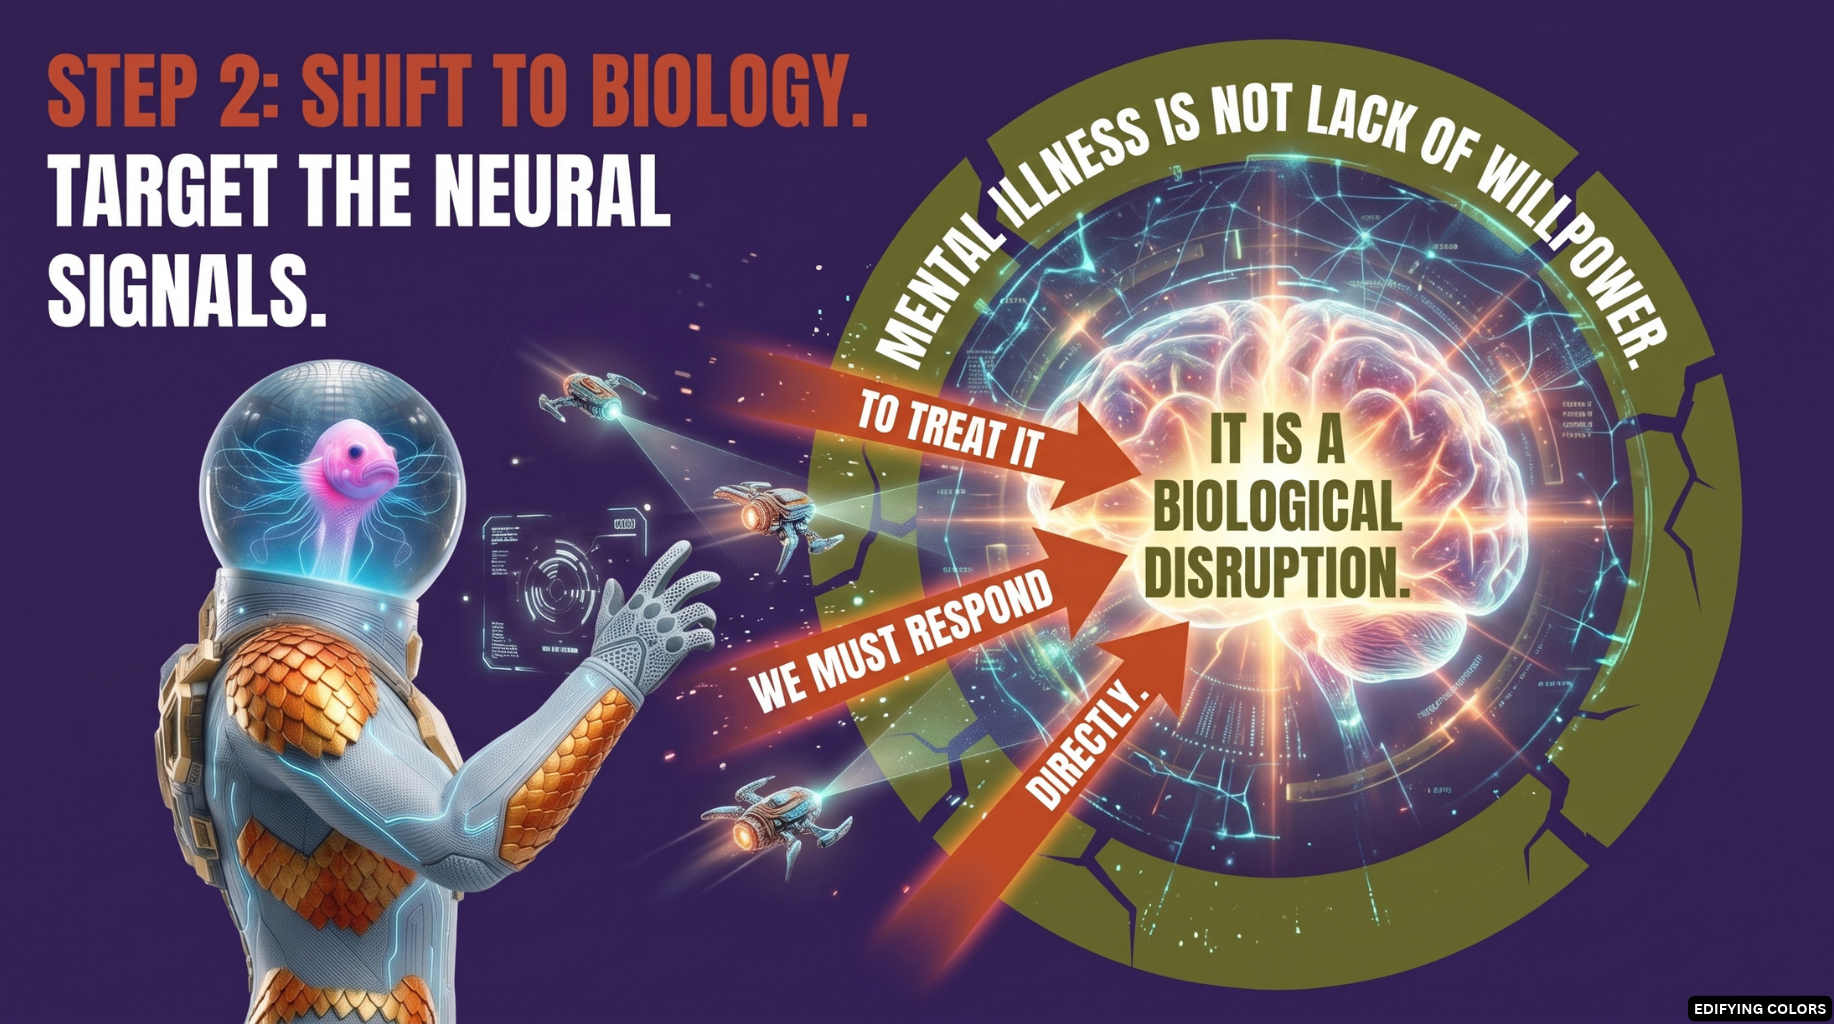 STEP 2: SHIFT TO BIOLOGY.
TARGET THE NEURAL
SIGNALS.
MENTAL ILLNESS IS NOT LACK OF WILLPOWER.
IT IS A
BIOLOGICAL
DISRUPTION.
TO TREAT IT
WE MUST RESPOND
DIRECTLY.
EDIFYING COLORS